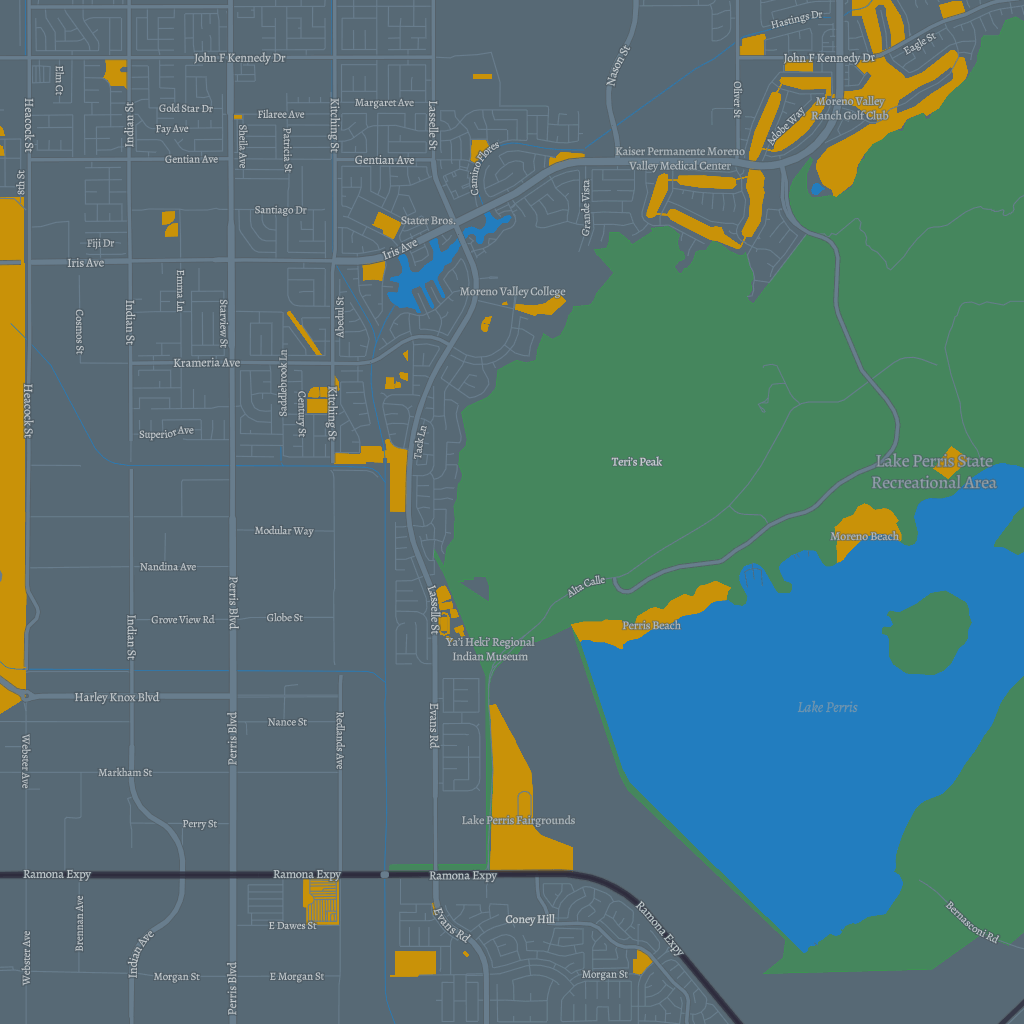 Hastings Dr
Eagle St
John F Kennedy Dr
John F Kennedy Dr
Nason St
Elm Ct
Oliver St
Heacock St
Indian St
Gold Star Dr
Margaret Ave
Kitching St
Lasselle St
Filaree Ave
Fay Ave
Sheila Ave
Patricia St
Moreno Valley
Ranch Golf Club
Adobe Way
Gentian Ave
Gentian Ave
Camino Flores
Kaiser Permanente Moreno
Valley Medical Center
8th St
Grande Vista
Santiago Dr
Stater Bros.
Fiji Dr
Iris Ave
Iris Ave
Emma Ln
Moreno Valley College
Cosmos St
Indian St
Starview St
Krameria Ave
Saddlebrook Ln
Century St
Kitching St
Heacock St
Superior Ave
Tack Ln
Teri's Peak
Lake Perris State
Recreational Area
Modular Way
Moreno Beach
Nandina Ave
Alta Calle
Perris Blvd
Lasselle St
Grove View Rd
Globe St
Indian St
Perris Beach
Ya'i Heki' Regional
Indian Museum
Harley Knox Blvd
Lake Perris
Nance St
Evans Rd
Perris Blvd
Redlands Ave
Webster Ave
Markham St
Perry St
Lake Perris Fairgrounds
Ramona Expy
Ramona Expy
Ramona Expy
Brennan Ave
Ramona Expy
Bernasconi Rd
Coney Hill
E Dawes St
Evans Rd
Webster Ave
Indian Ave
Morgan St
E Morgan St
Morgan St
Perris Blvd